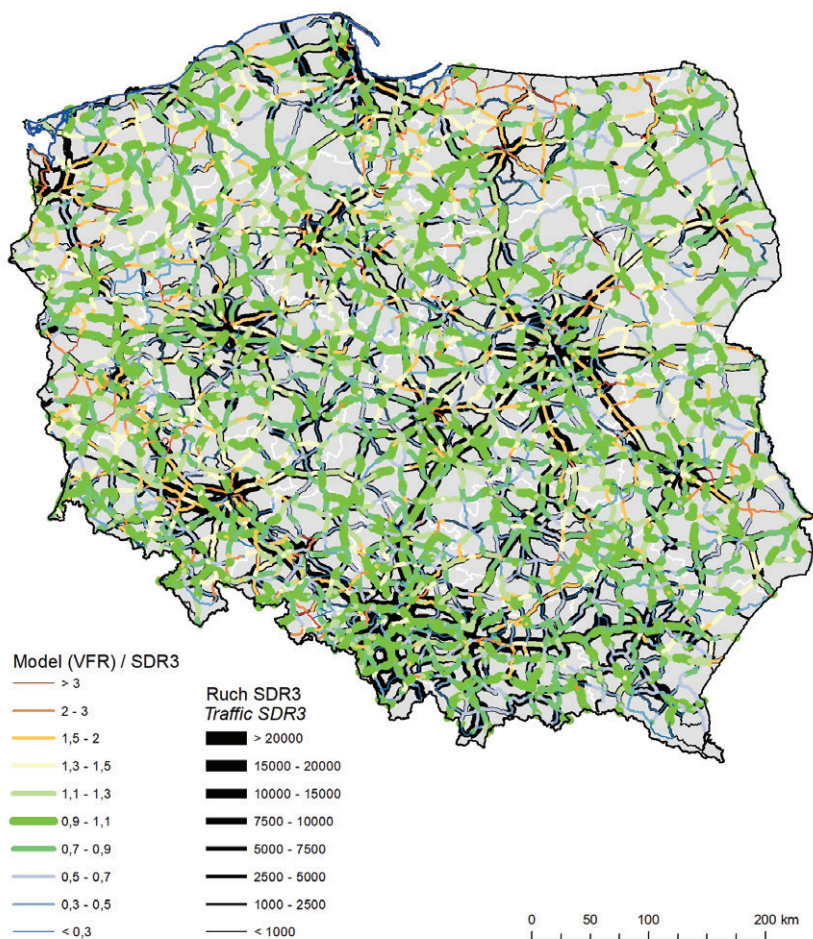 Model (VFR) / SDR3
> 3
2 - 3
1,5 - 2
1,3 - 1,5
1,1 - 1,3
0,9 - 1,1
0,7 - 0,9
0,5 - 0,7
0,3 - 0,5
< 0,3
Ruch SDR3
Traffic SDR3
> 20000
15000 - 20000
10000 - 15000
7500 - 10000
5000 - 7500
2500 - 5000
1000 - 2500
< 1000
0 50 100 200 km